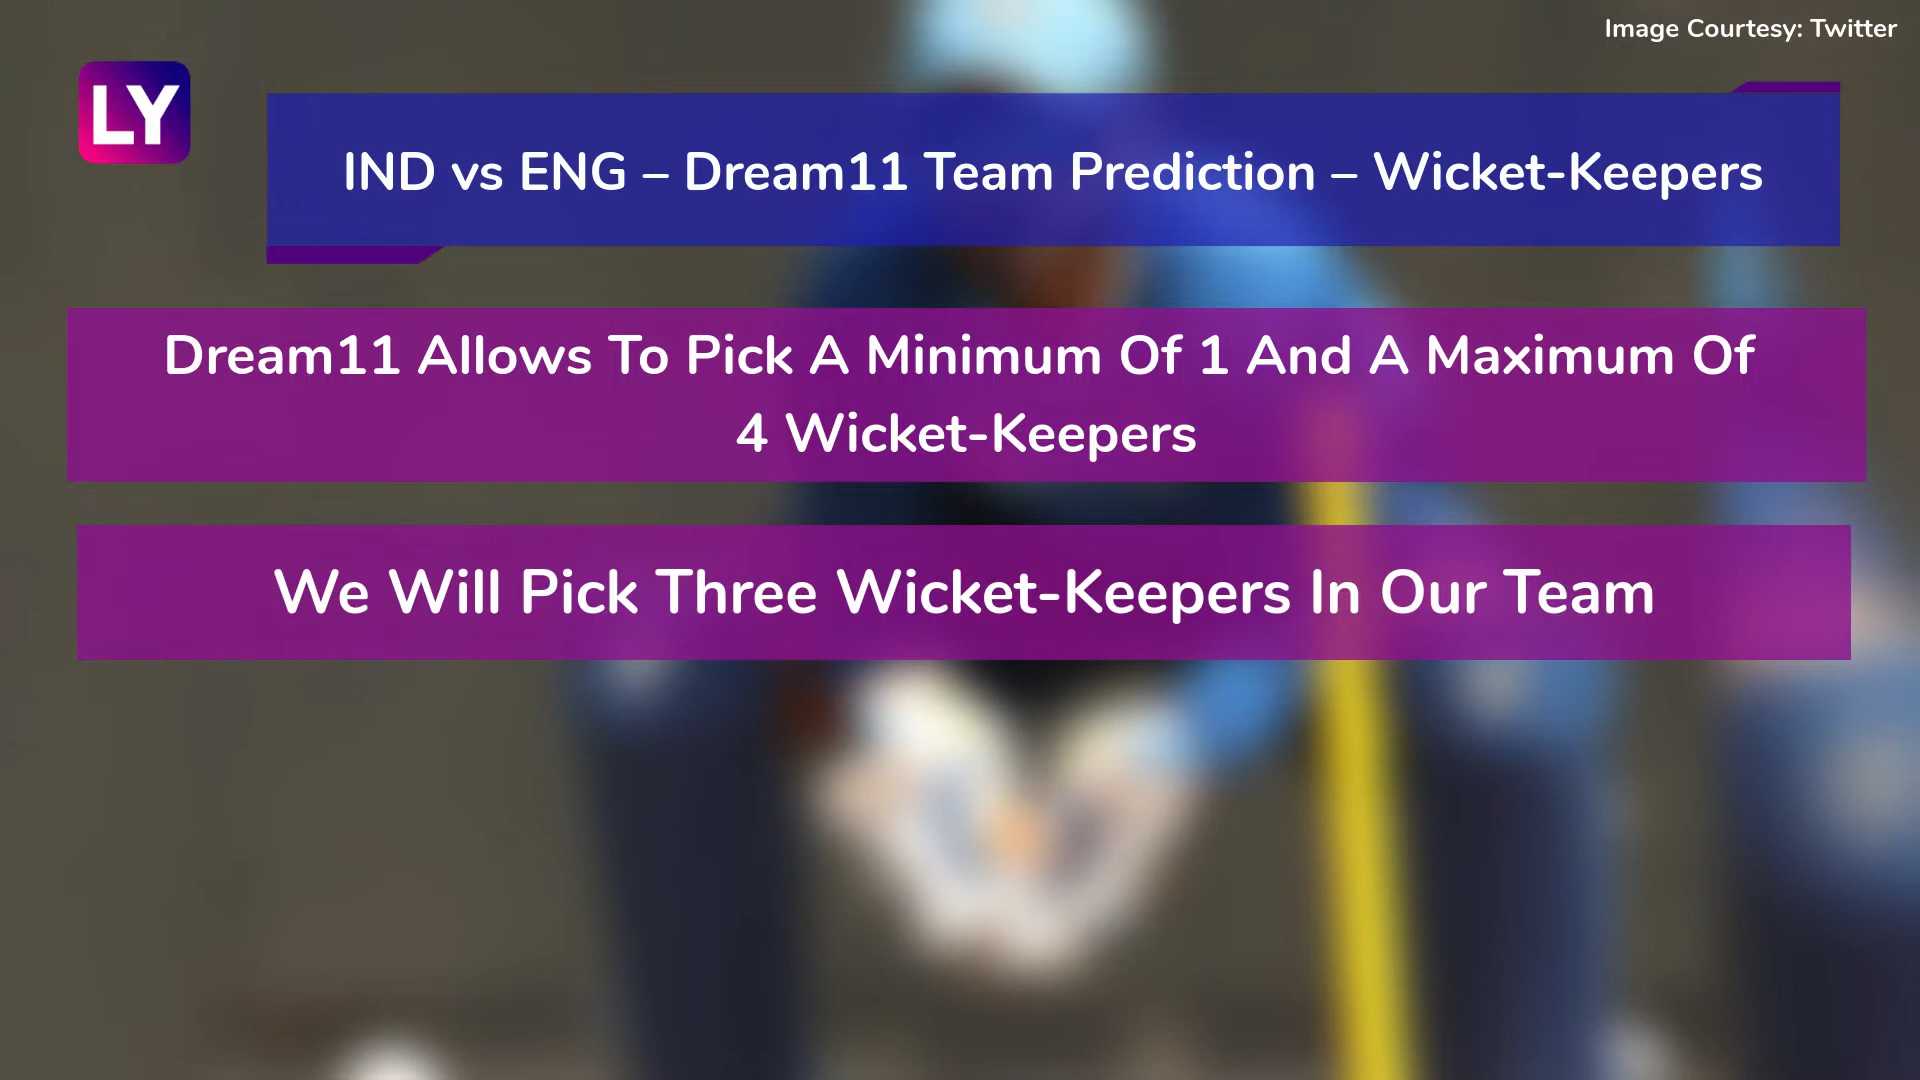 Image Courtesy: Twitter
LY
IND vs ENG – Dream11 Team Prediction – Wicket-Keepers
Dream11 Allows To Pick A Minimum Of 1 And A Maximum Of
4 Wicket-Keepers
We Will Pick Three Wicket-Keepers In Our Team